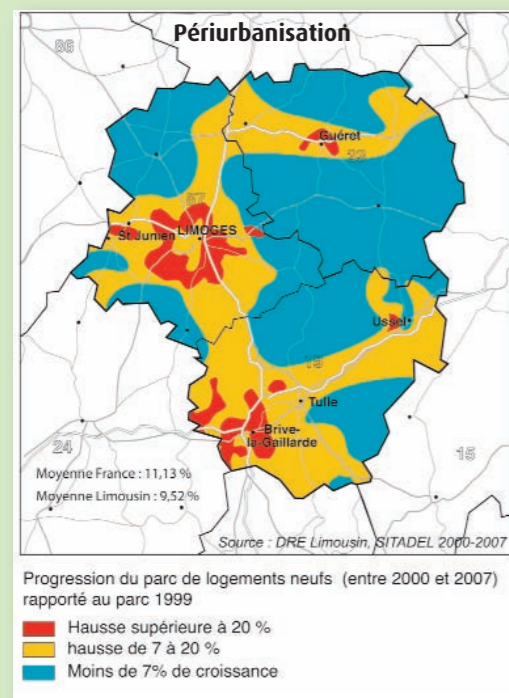 Périurbanisation
86
Guéret
23
87
St Junien
LIMOGES
Ussel
19
Tulle
Brive-
la-Gaillarde
24
15
Moyenne France : 11,13 %
Moyenne Limousin : 9,52 %
Source : DRE Limousin, SITADEL 2000-2007
Progression du parc de logements neufs (entre 2000 et 2007)
rapporté au parc 1999
Hausse supérieure à 20 %
hausse de 7 à 20 %
Moins de 7% de croissance